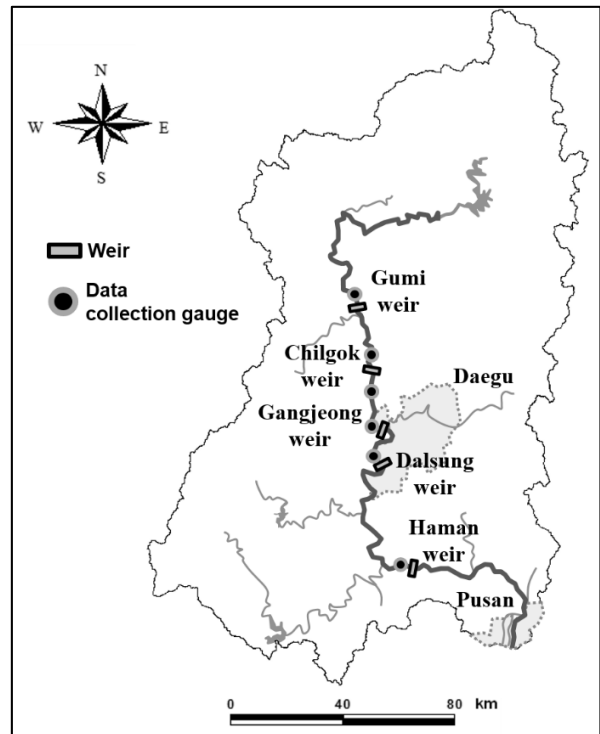 N
W
E
S
Weir
Data
collection gauge
Gumi
weir
Chilgok
weir
Daegu
Gangjeong
weir
Dalsung
weir
Haman
weir
Pusan
0
40
80
km